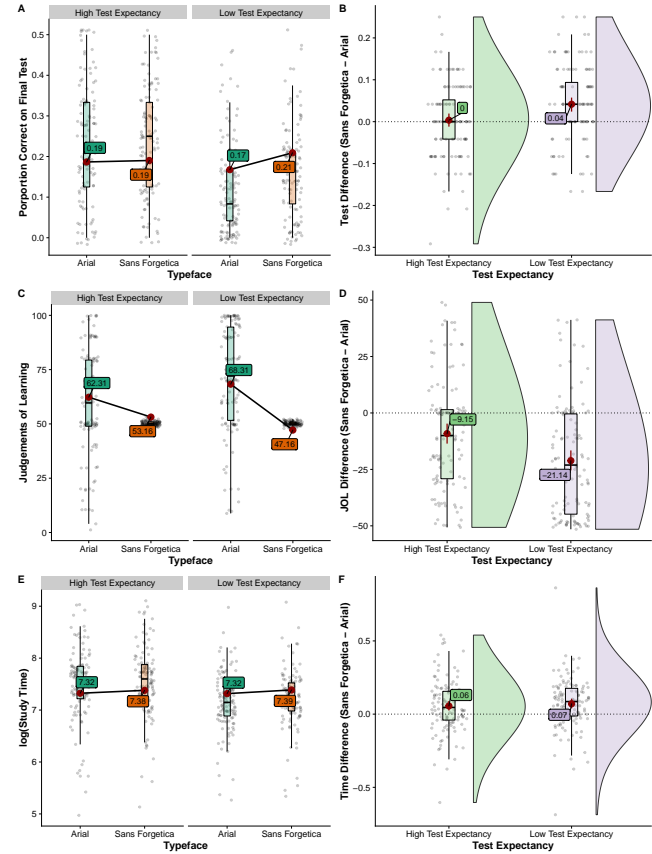 A
High Test Expectancy
Low Test Expectancy
Porportion Correct on Final Test
0.5
0.4
0.3
0.2
0.1
0.0
0.19
0.19
0.17
0.21
Arial
Sans Forgetica
Arial
Sans Forgetica
Typeface
B
Test Difference (Sans Forgetica − Arial)
0.2
0.1
0.0
−0.1
−0.2
−0.3
0
0.04
High Test Expectancy
Low Test Expectancy
Test Expectancy
C
High Test Expectancy
Low Test Expectancy
Judgements of Learning
100
75
50
25
0
62.31
53.16
68.31
47.16
Arial
Sans Forgetica
Arial
Sans Forgetica
Typeface
D
JOL Difference (Sans Forgetica − Arial)
50
25
0
−25
−50
−9.15
−21.14
High Test Expectancy
Low Test Expectancy
Test Expectancy
E
High Test Expectancy
Low Test Expectancy
log(Study Time)
9
8
7
6
5
7.32
7.38
7.32
7.39
Arial
Sans Forgetica
Arial
Sans Forgetica
Typeface
F
Time Difference (Sans Forgetica − Arial)
0.5
0.0
−0.5
0.06
0.07
High Test Expectancy
Low Test Expectancy
Test Expectancy